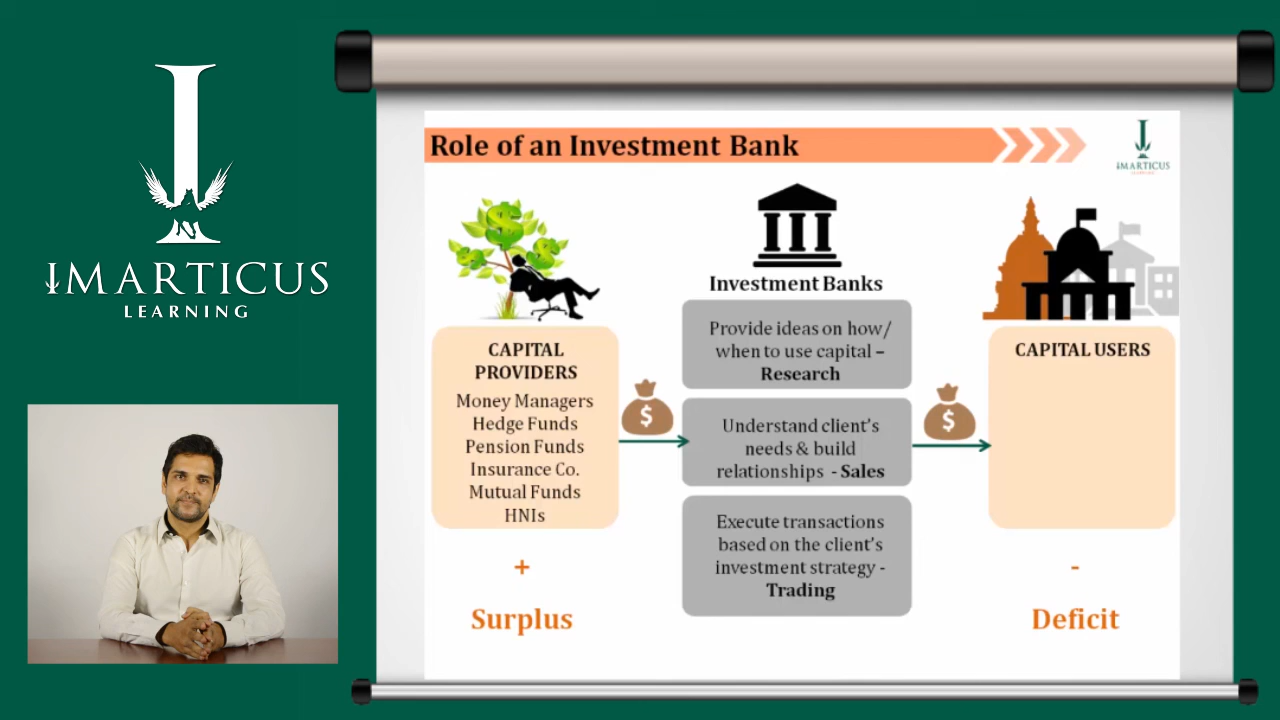 IMARTICUS
LEARNING
Role of an Investment Bank
IMARTICUS
Investment Banks
CAPITAL
PROVIDERS
Money Managers
Hedge Funds
Pension Funds
Insurance Co.
Mutual Funds
HNIs
+
Surplus
$
Provide ideas on how/
when to use capital –
Research
Understand client's
needs & build
relationships - Sales
Execute transactions
based on the client's
investment strategy -
Trading
$
CAPITAL USERS
-
Deficit